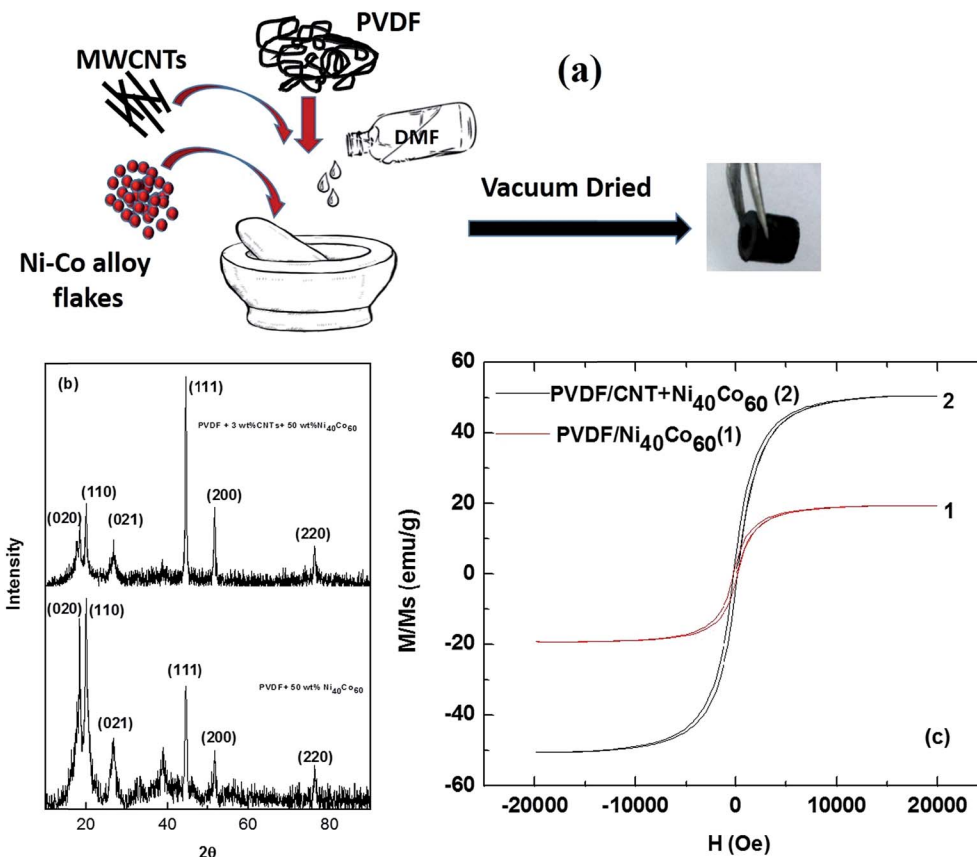 PVDF
MWCNTs
(a)
DMF
Vacuum Dried
Ni-Co alloy
flakes
(b)
(111)
PVDF + 3 wt%CNTs+ 50 wt%Ni40Co60
(110)
(020)
(200)
(021)
(220)
(020)
(110)
(111)
PVDF+ 50 wt% Ni40Co60
(021)
(200)
(220)
Intensity
20
40
60
80
2θ
60
40
20
0
-20
-40
-60
M/Ms (emu/g)
PVDF/CNT+Ni40Co60 (2)
PVDF/Ni40Co60(1)
2
1
(c)
-20000
-10000
0
10000
20000
H (Oe)